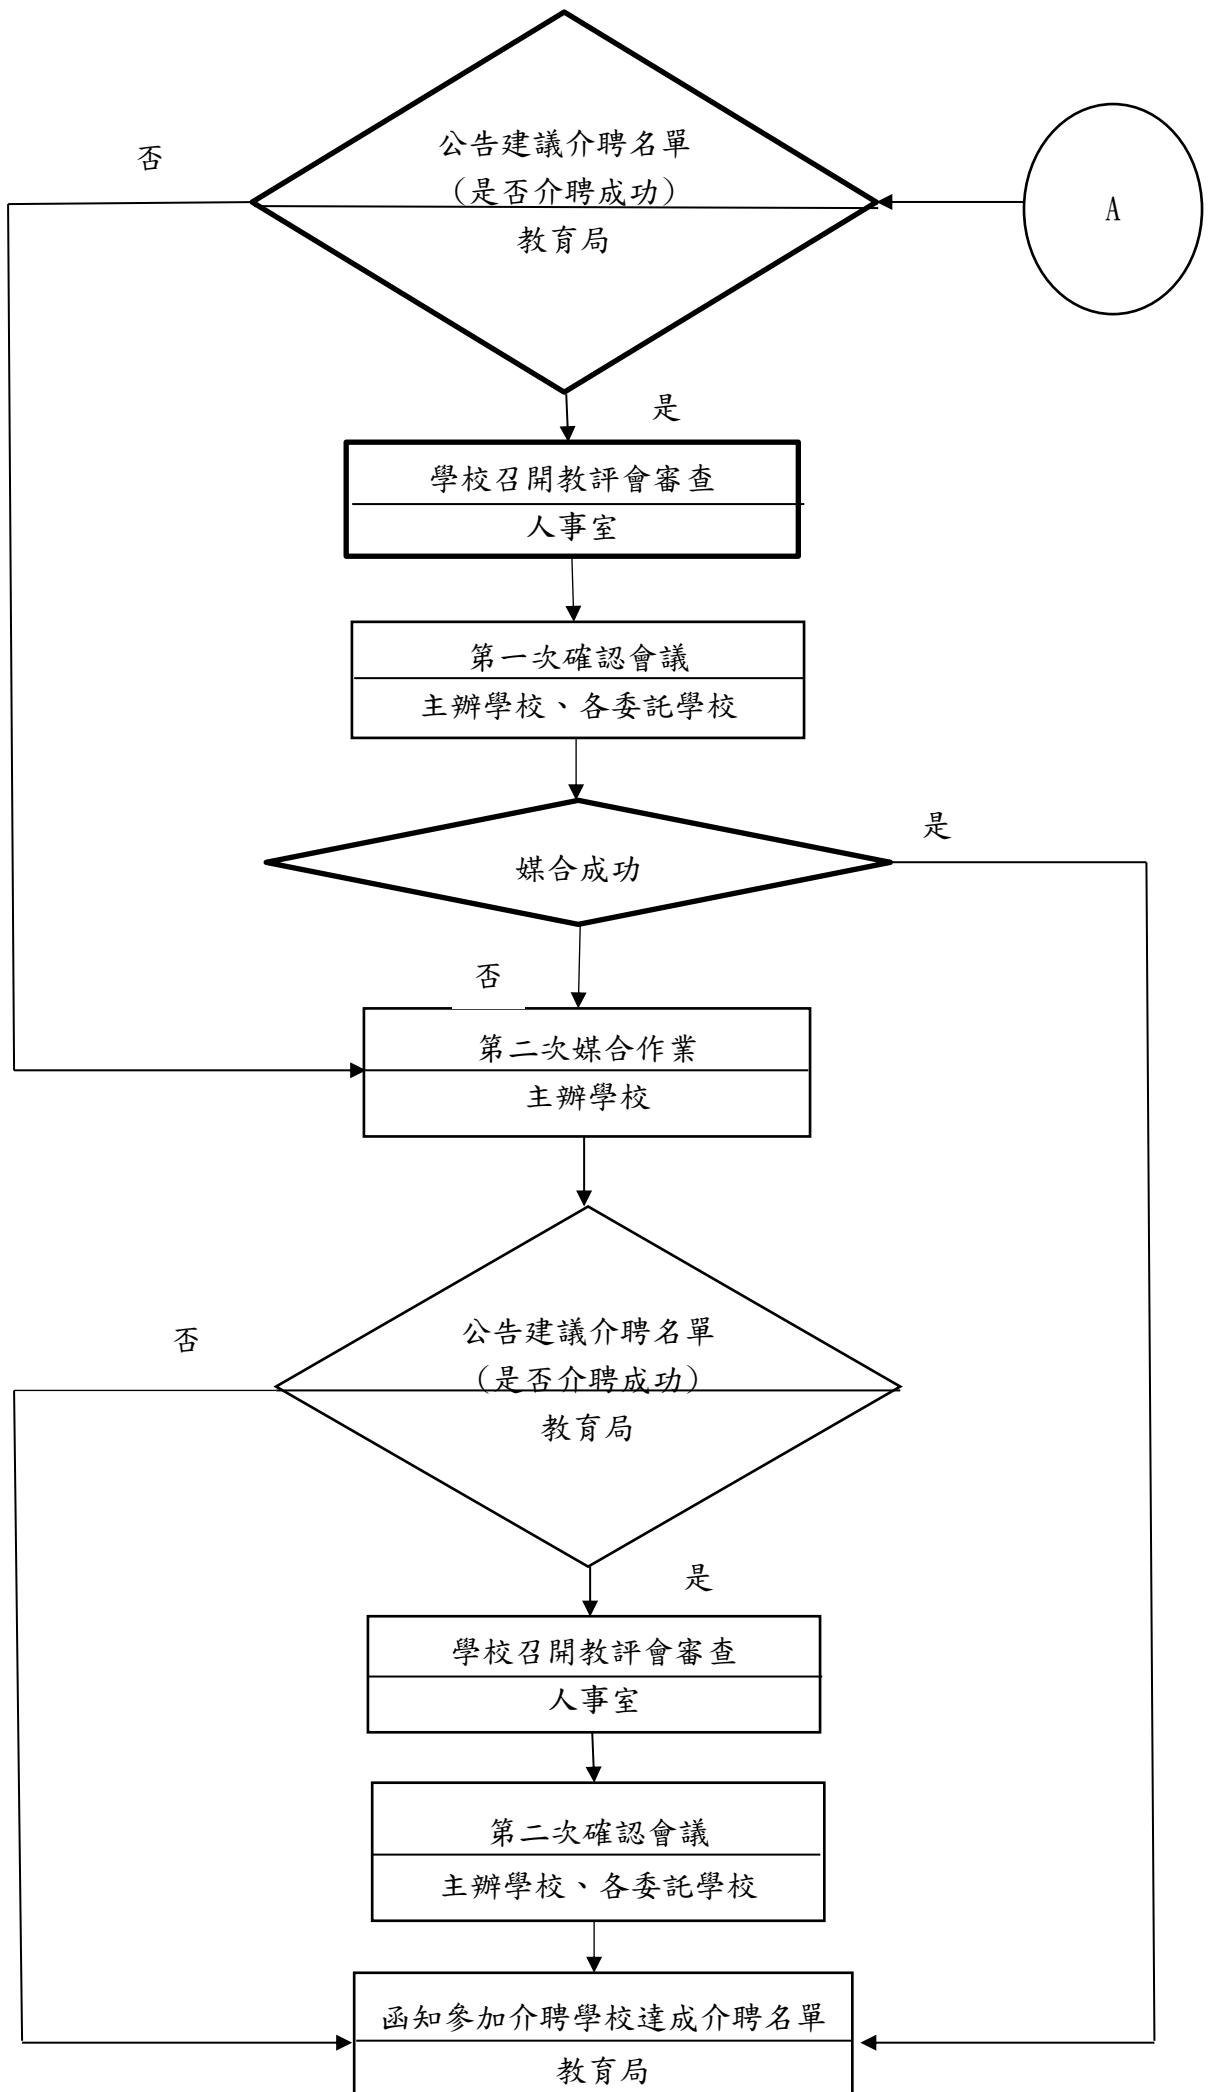 公告建議介聘名單
（是否介聘成功）
教育局
否
A
是
學校召開教評會審查
人事室
第一次確認會議
主辦學校、各委託學校
媒合成功
是
否
第二次媒合作業
主辦學校
公告建議介聘名單
（是否介聘成功）
教育局
否
是
學校召開教評會審查
人事室
第二次確認會議
主辦學校、各委託學校
函知參加介聘學校達成介聘名單
教育局